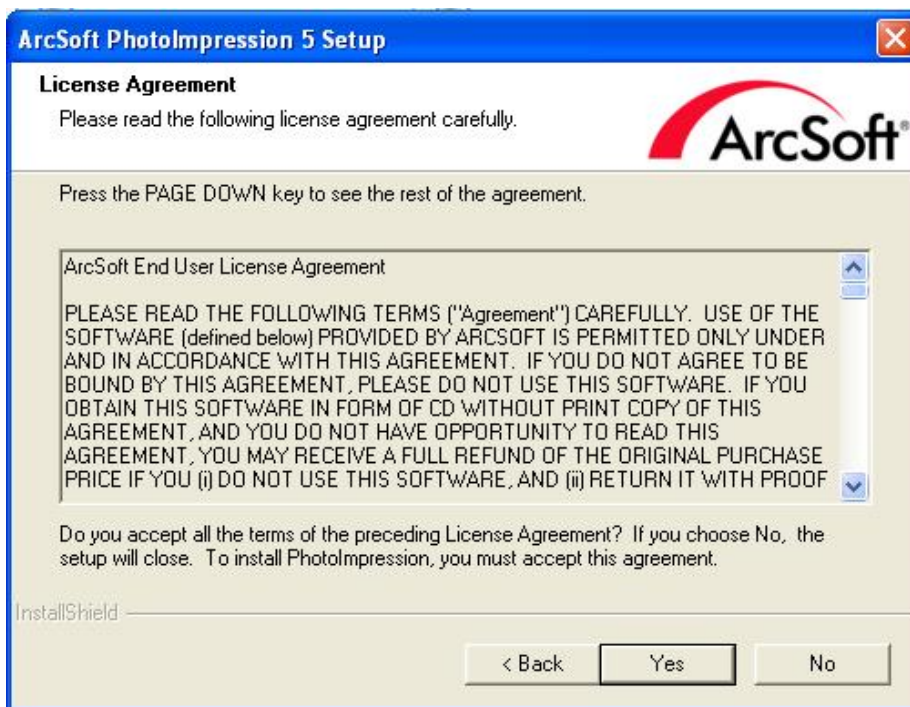 ArcSoft PhotoImpression 5 Setup
License Agreement
Please read the following license agreement carefully.
ArcSoft®
Press the PAGE DOWN key to see the rest of the agreement.
ArcSoft End User License Agreement
PLEASE READ THE FOLLOWING TERMS ("Agreement") CAREFULLY. USE OF THE
SOFTWARE (defined below) PROVIDED BY ARCSOFT IS PERMITTED ONLY UNDER
AND IN ACCORDANCE WITH THIS AGREEMENT. IF YOU DO NOT AGREE TO BE
BOUND BY THIS AGREEMENT, PLEASE DO NOT USE THIS SOFTWARE. IF YOU
OBTAIN THIS SOFTWARE IN FORM OF CD WITHOUT PRINT COPY OF THIS
AGREEMENT, AND YOU DO NOT HAVE OPPORTUNITY TO READ THIS
AGREEMENT, YOU MAY RECEIVE A FULL REFUND OF THE ORIGINAL PURCHASE
PRICE IF YOU (i) DO NOT USE THIS SOFTWARE, AND (ii) RETURN IT WITH PROOF
Do you accept all the terms of the preceding License Agreement? If you choose No, the
setup will close. To install PhotoImpression, you must accept this agreement.
InstallShield
< Back
Yes
No